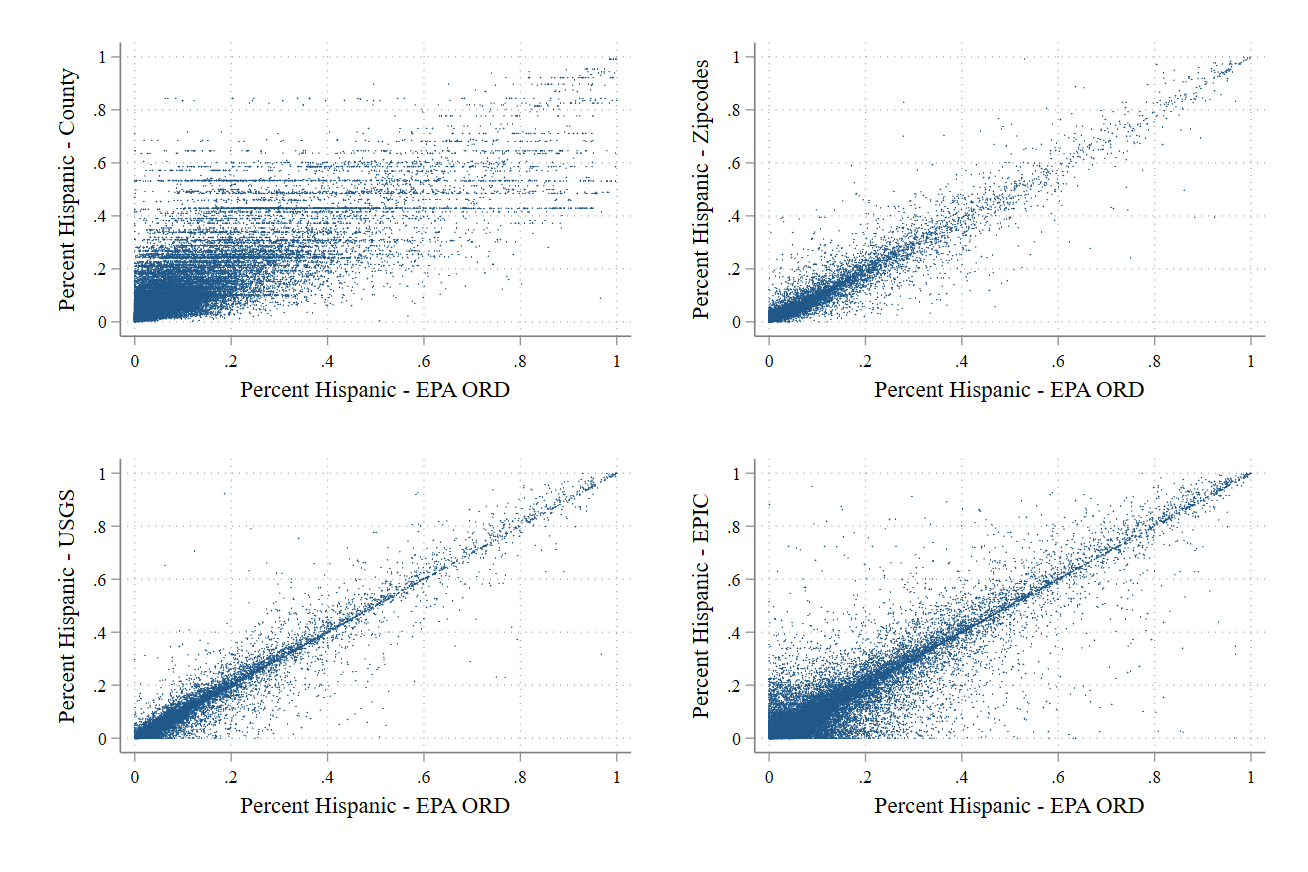 Percent Hispanic - County
1
.8
.6
.4
.2
0
0 .2 .4 .6 .8 1
Percent Hispanic - EPA ORD
Percent Hispanic - Zipcodes
1
.8
.6
.4
.2
0
0 .2 .4 .6 .8 1
Percent Hispanic - EPA ORD
Percent Hispanic - USGS
1
.8
.6
.4
.2
0
0 .2 .4 .6 .8 1
Percent Hispanic - EPA ORD
Percent Hispanic - EPIC
1
.8
.6
.4
.2
0
0 .2 .4 .6 .8 1
Percent Hispanic - EPA ORD